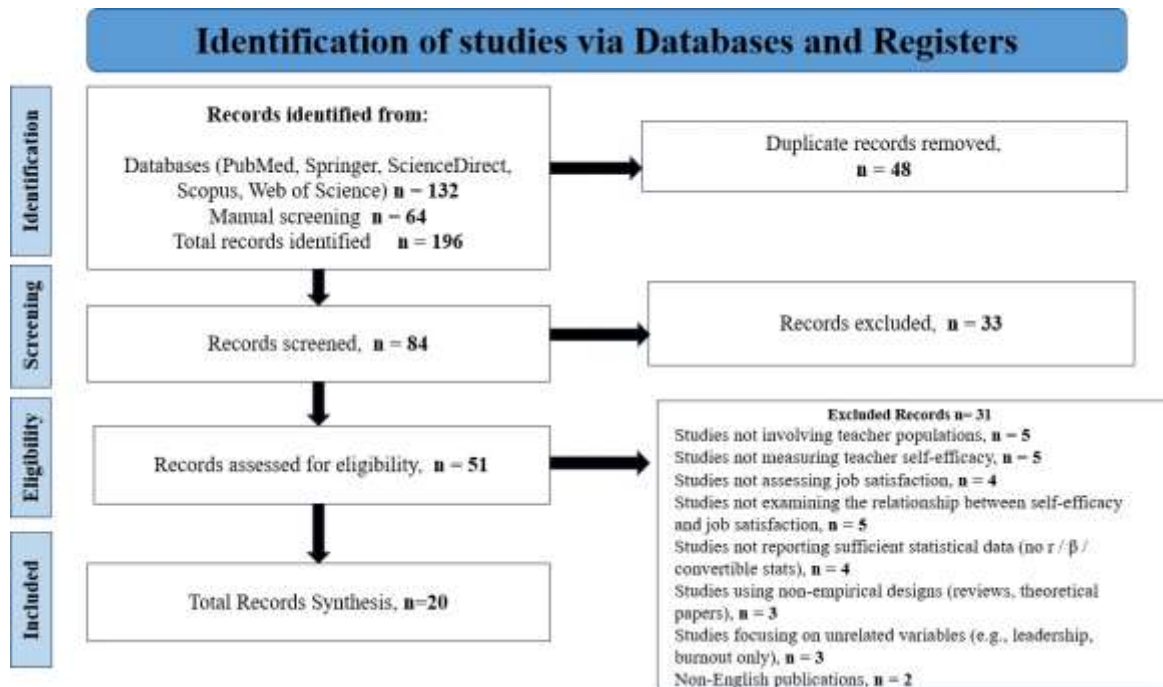 Identification of studies via Databases and Registers
Identification
Records identified from:
Databases (PubMed, Springer, ScienceDirect,
Scopus, Web of Science) n = 132
Manual screening n = 64
Total records identified n = 196
Duplicate records removed,
n = 48
Screening
Records screened, n = 84
Records excluded, n = 33
Eligibility
Records assessed for eligibility, n = 51
Excluded Records n= 31
Studies not involving teacher populations, n = 5
Studies not measuring teacher self-efficacy, n = 5
Studies not assessing job satisfaction, n = 4
Studies not examining the relationship between self-efficacy
and job satisfaction, n = 5
Studies not reporting sufficient statistical data (no r / β /
convertible stats), n = 4
Studies using non-empirical designs (reviews, theoretical
papers), n = 3
Studies focusing on unrelated variables (e.g., leadership,
burnout only), n = 3
Non-English publications, n = 2
Included
Total Records Synthesis, n=20